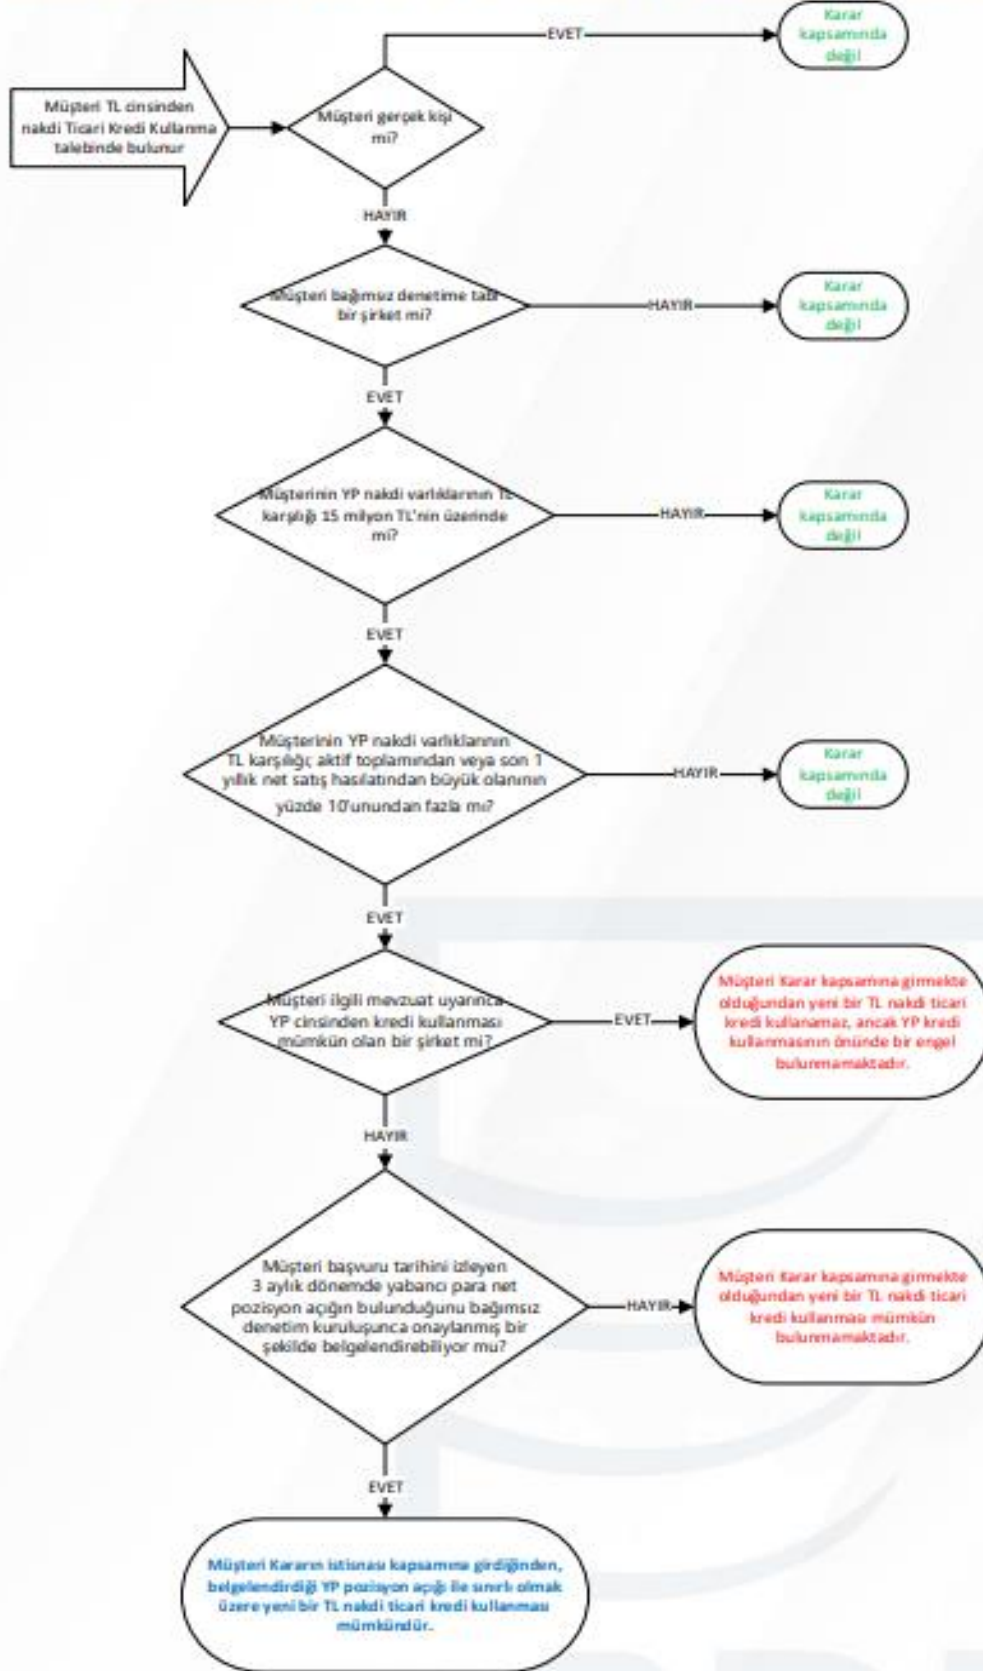 Karar
kapsamında
değil
EVET
Müşteri TL cinsinden
nakdi Ticari Kredi Kullanma
talebinde bulunur
Müşteri gerçek kişi
mi?
HAYIR
Müşteri bağımsız denetime tabi
bir şirket mi?
HAYIR
Karar
kapsamında
değil
EVET
Müşterinin YP nakdi varlıklarının TL
karşılığı 15 milyon TL'nin üzerinde
mi?
HAYIR
Karar
kapsamında
değil
EVET
Müşterinin YP nakdi varlıklarının
TL karşılığı; aktif toplamından veya son 1
yıllık net satış hasılatından büyük olanının
yüzde 10'unundan fazla mı?
HAYIR
Karar
kapsamında
değil
EVET
Müşteri ilgili mevzuat uyarınca
YP cinsinden kredi kullanması
mümkün olan bir şirket mi?
EVET
Müşteri Karar kapsamına girmekte
olduğundan yeni bir TL nakdi ticari
kredi kullanamaz, ancak YP kredi
kullanmasının önünde bir engel
bulunmamaktadır.
HAYIR
Müşteri başvuru tarihini izleyen
3 aylık dönemde yabancı para net
pozisyon açığın bulunduğunu bağımsız
denetim kuruluşunca onaylanmış bir
şekilde belgelendirebiliyor mu?
HAYIR
Müşteri Karar kapsamına girmekte
olduğundan yeni bir TL nakdi ticari
kredi kullanması mümkün
bulunmamaktadır.
EVET
Müşteri Kararın istisnası kapsamına girdiğinden,
belgelendirdiği YP pozisyon açığı ile sınırlı olmak
üzere yeni bir TL nakdi ticari kredi kullanması
mümkündür.